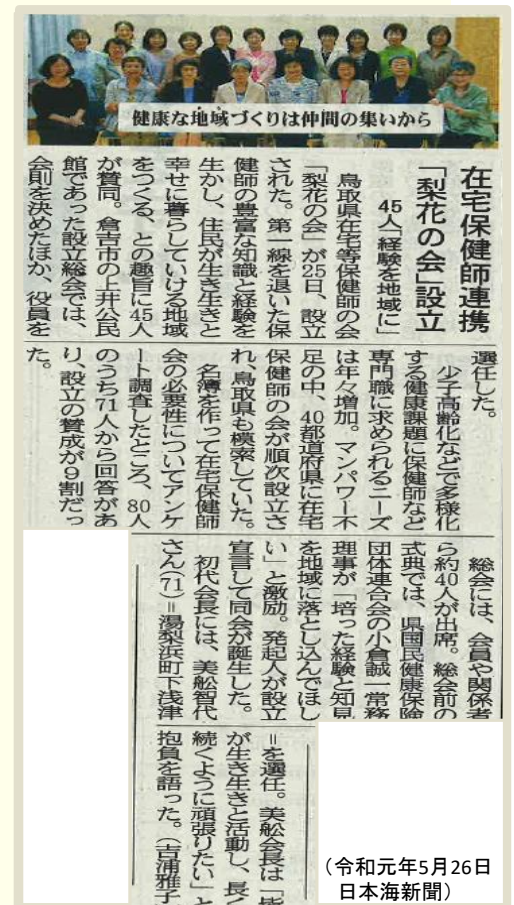 健康な地域づくりは仲間の集いから
在宅保健師連携
「梨花の会」設立
45人「経験を地域に」
鳥取県在宅等保健師の会
「梨花の会」が25日、設立
された。第一線を退いた保
健師の豊富な知識と経験を
生かし、住民が生き生きと
幸せに暮らしていける地域
をつくる、との趣旨に45人
が賛同。倉吉市の上井公民
館であった設立総会では、
会則を決めたほか、役員を
選任した。
少子高齢化などで多様化
する健康課題に保健師など
専門職に求められるニーズ
は年々増加。マンパワー不
足の中、40都道府県に在宅
保健師の会が順次設立さ
れ、鳥取県も模索していた。
名簿を作って在宅保健師
会の必要性についてアンケ
ート調査したところ、80人
のうち71人から回答があ
り、設立の賛成が9割だっ
た。
総会には、会員や関係者
ら約40人が出席。総会前の
式典では、県国民健康保険
団体連合会の小倉誠一常務
理事が「培った経験と知見
を地域に落とし込んでほし
い」と激励。発起人が設立
宣言して同会が誕生した。
初代会長には、美舩智代
さん(71)=湯梨浜町下浅津
=を選任。美舩会長は「皆
が生き生きと活動し、長く
続くように頑張りたい」と
抱負を語った。(吉浦雅子
(令和元年5月26日
日本海新聞)